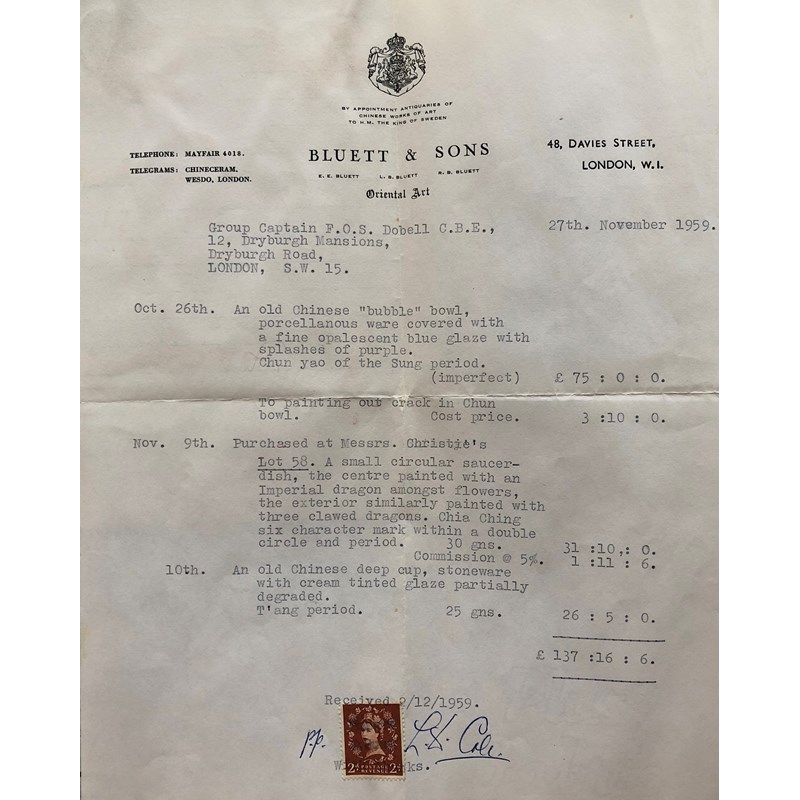 BY APPOINTMENT ANTIQUARIES OF
CHINESE WORKS OF ART
TO H.M. THE KING OF SWEDEN
TELEPHONE: MAYFAIR 4018.
TELEGRAMS: CHINECERAM,
WESDO, LONDON.
BLUETT & SONS
E. E. BLUETT L. B. BLUETT R. B. BLUETT
Oriental Art
48, DAVIES STREET,
LONDON, W.1.
Group Captain F.O.S. Dobell C.B.E., 27th. November 1959.
12, Dryburgh Mansions,
Dryburgh Road,
LONDON, S.W. 15.
Oct. 26th. An old Chinese "bubble" bowl,
porcellanous ware covered with
a fine opalescent blue glaze with
splashes of purple.
Chun yao of the Sung period.
(imperfect) £ 75 : 0 : 0.
To painting out crack in Chun
bowl. Cost price. 3 :10 : 0.
Nov. 9th. Purchased at Messrs. Christie's
Lot 58. A small circular saucer-
dish, the centre painted with an
Imperial dragon amongst flowers,
the exterior similarly painted with
three clawed dragons. Chia Ching
six character mark within a double
circle and period. 30 gns. 31 :10 : 0.
Commission @ 5%. 1 :11 : 6.
10th. An old Chinese deep cup, stoneware
with cream tinted glaze partially
degraded.
T'ang period. 25 gns. 26 : 5 : 0.
£ 137 :16 : 6.
Received 2/12/1959.
p.p.
POSTAGE
REVENUE